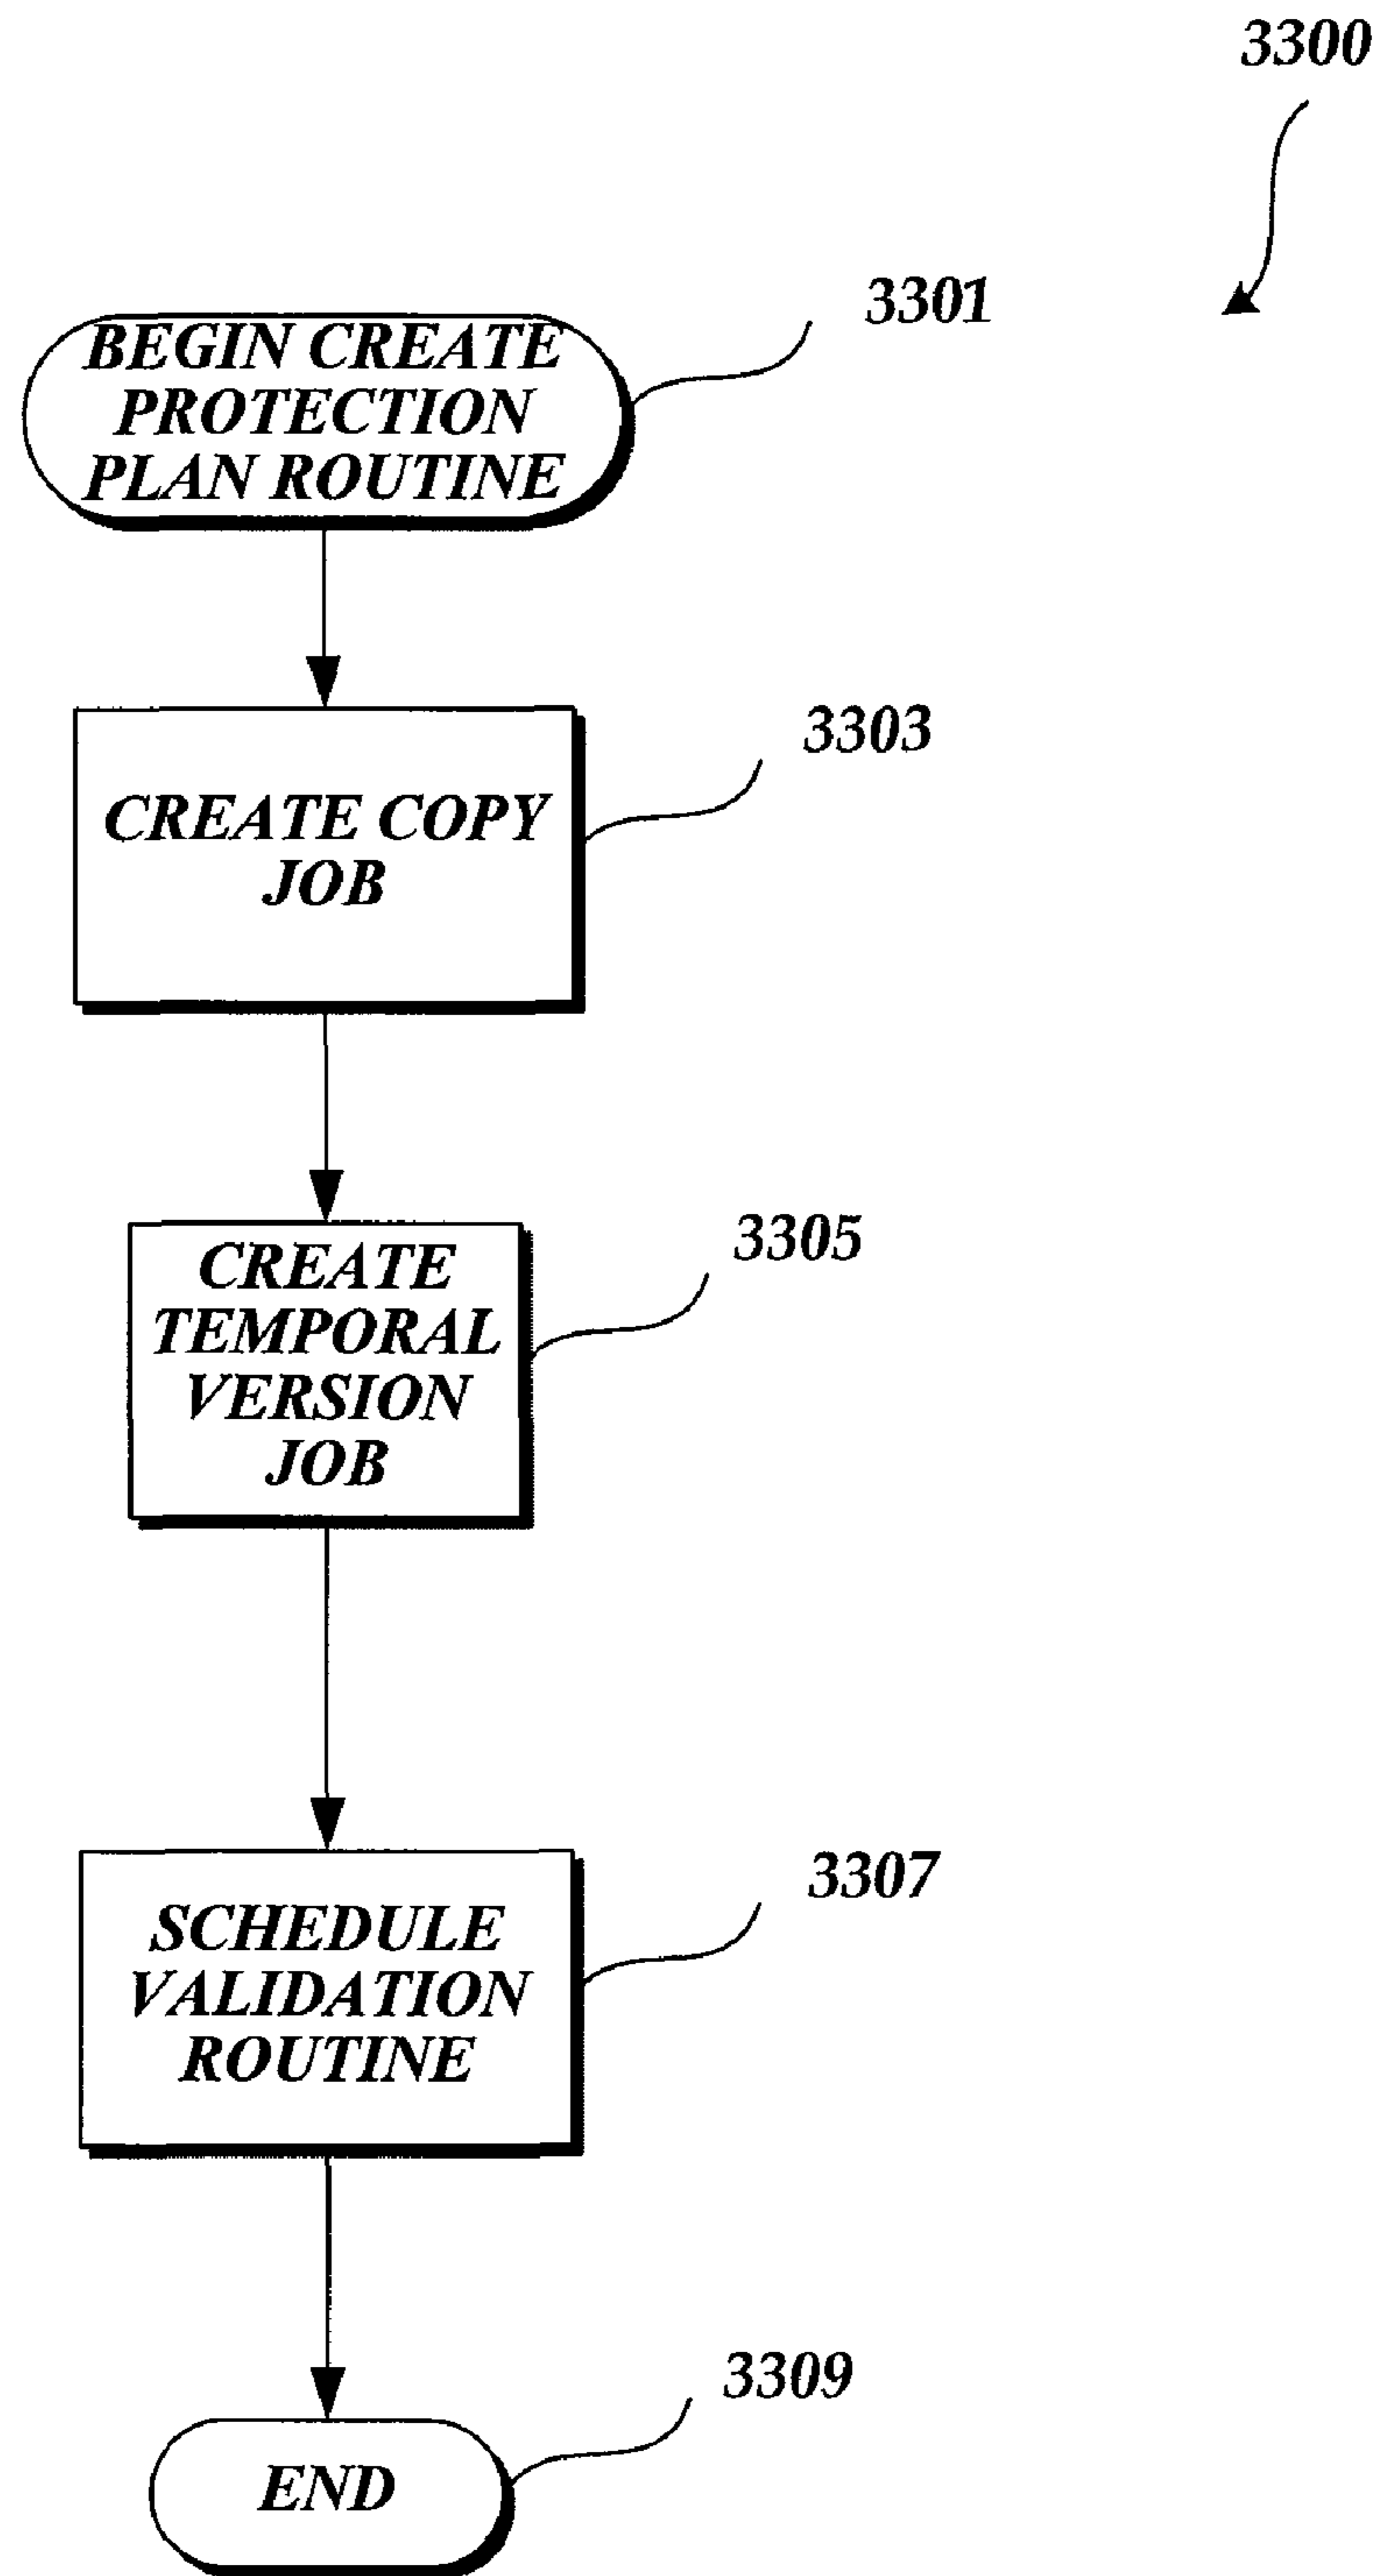 3300
3301
BEGIN CREATE
PROTECTION
PLAN ROUTINE
3303
CREATE COPY
JOB
3305
CREATE
TEMPORAL
VERSION
JOB
3307
SCHEDULE
VALIDATION
ROUTINE
3309
END